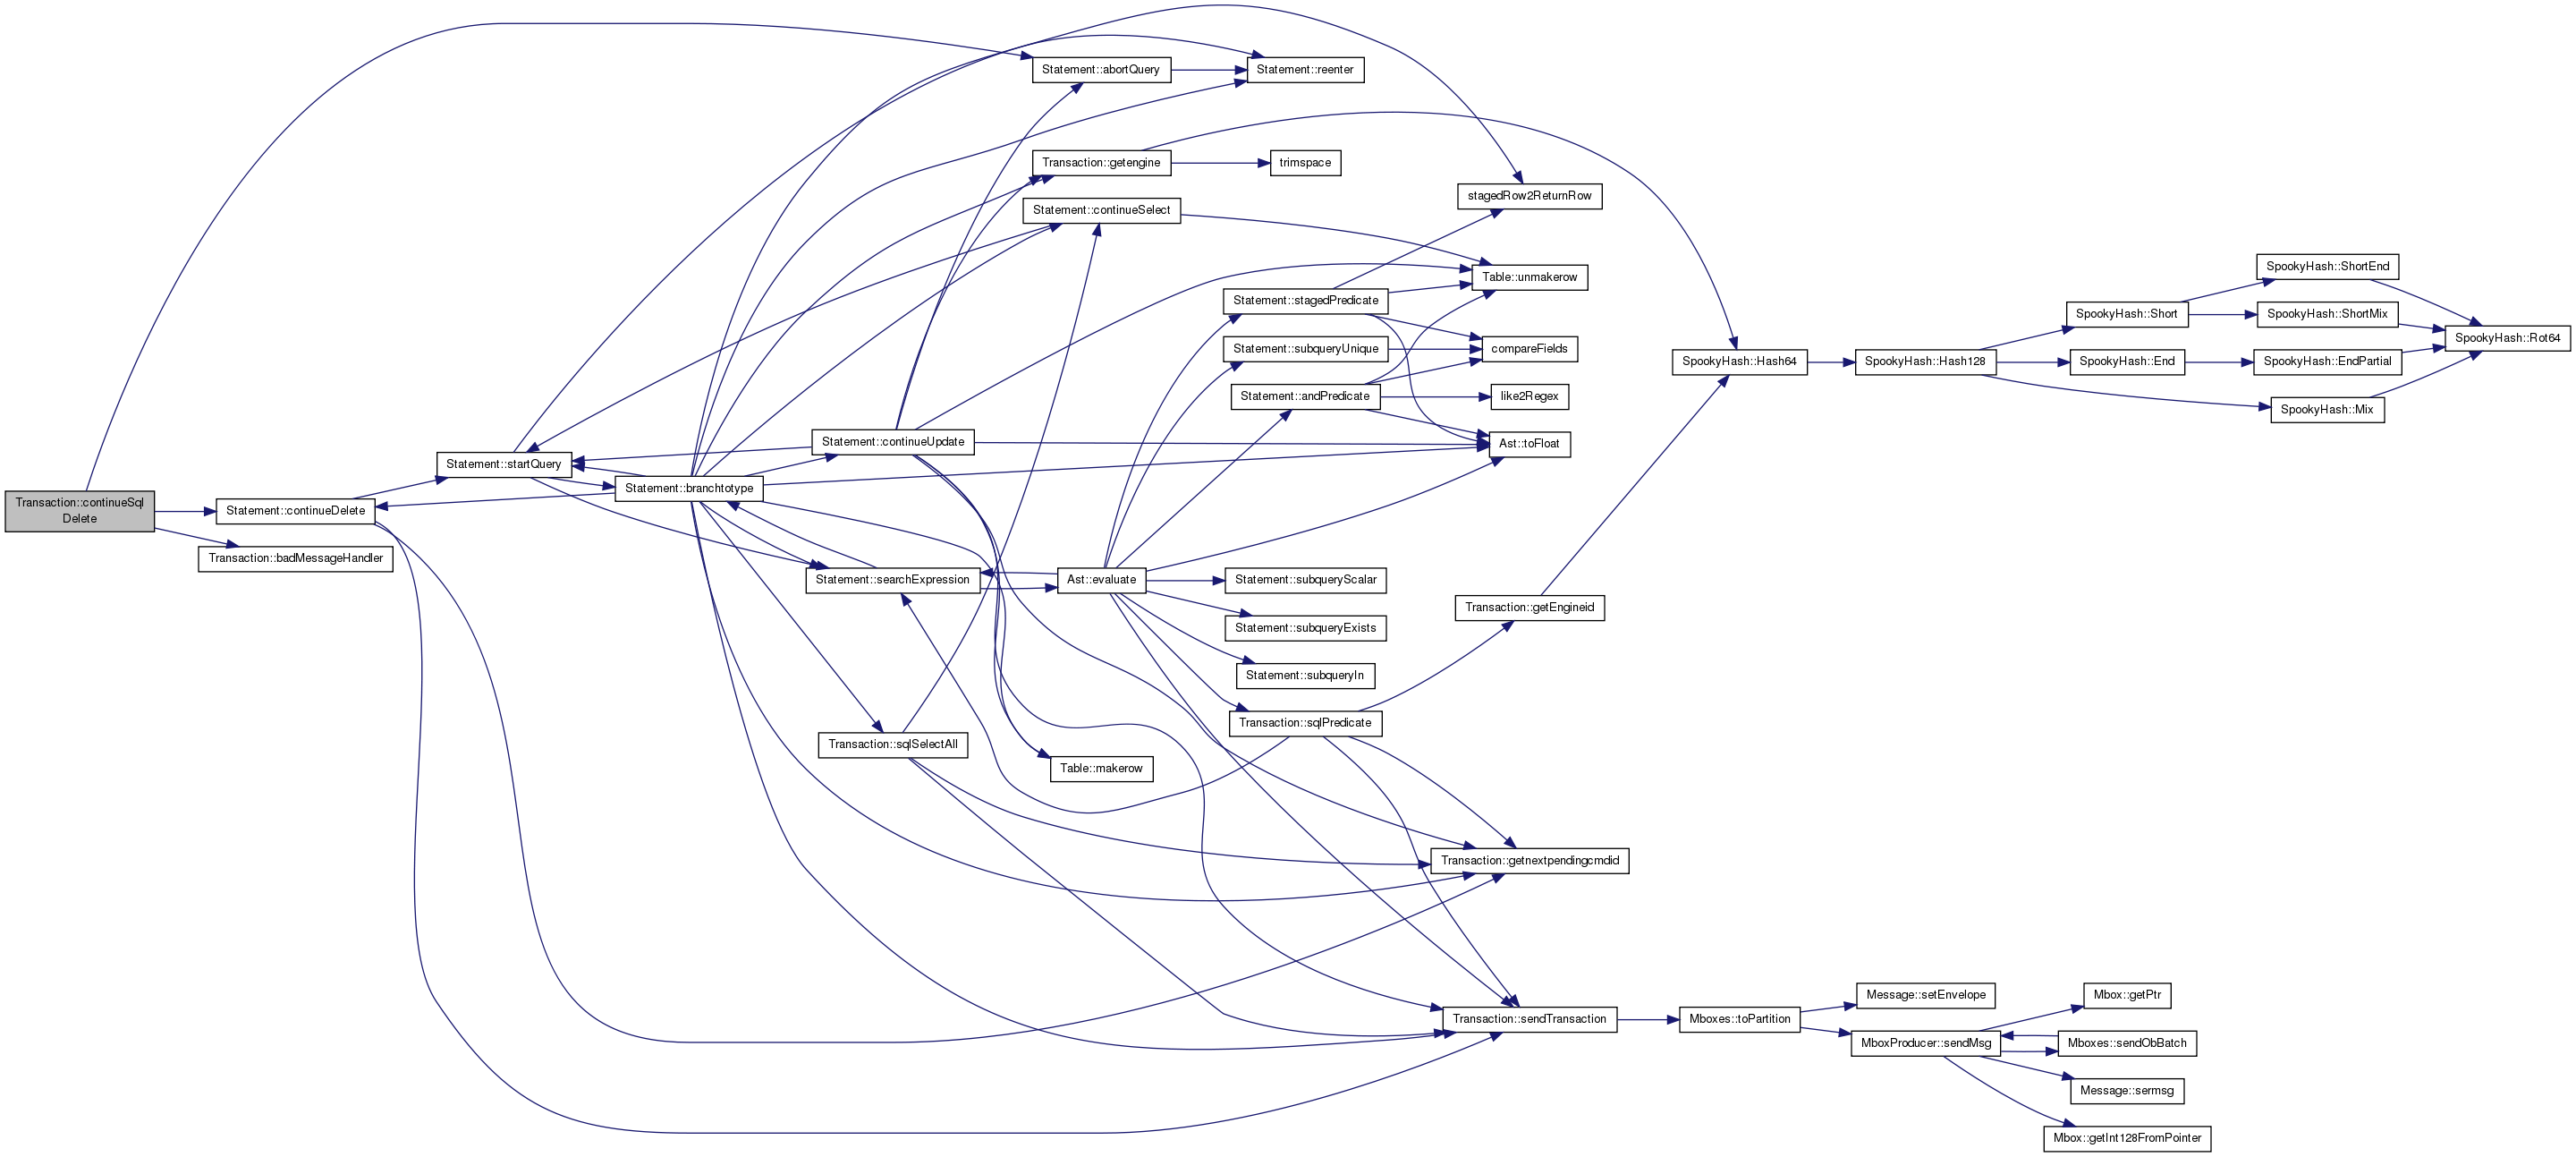 Transaction::continueSql
Delete
Statement::continueDelete
Transaction::badMessageHandler
Statement::startQuery
Statement::branchtotype
Statement::continueUpdate
Statement::searchExpression
Transaction::sqlSelectAll
Statement::abortQuery
Transaction::getengine
Statement::continueSelect
Ast::evaluate
Table::makerow
Statement::reenter
trimspace
Statement::stagedPredicate
Statement::subqueryUnique
Statement::andPredicate
Statement::subqueryScalar
Statement::subqueryExists
Statement::subqueryIn
Transaction::sqlPredicate
stagedRow2ReturnRow
Table::unmakerow
compareFields
like2Regex
Ast::toFloat
Transaction::getEngineid
Transaction::getnextpendingcmdid
Transaction::sendTransaction
SpookyHash::Hash64
Mboxes::toPartition
SpookyHash::Hash128
Message::setEnvelope
MboxProducer::sendMsg
SpookyHash::Short
SpookyHash::End
SpookyHash::Mix
Mbox::getPtr
Mboxes::sendObBatch
Message::sermsg
Mbox::getInt128FromPointer
SpookyHash::ShortEnd
SpookyHash::ShortMix
SpookyHash::EndPartial
SpookyHash::Rot64